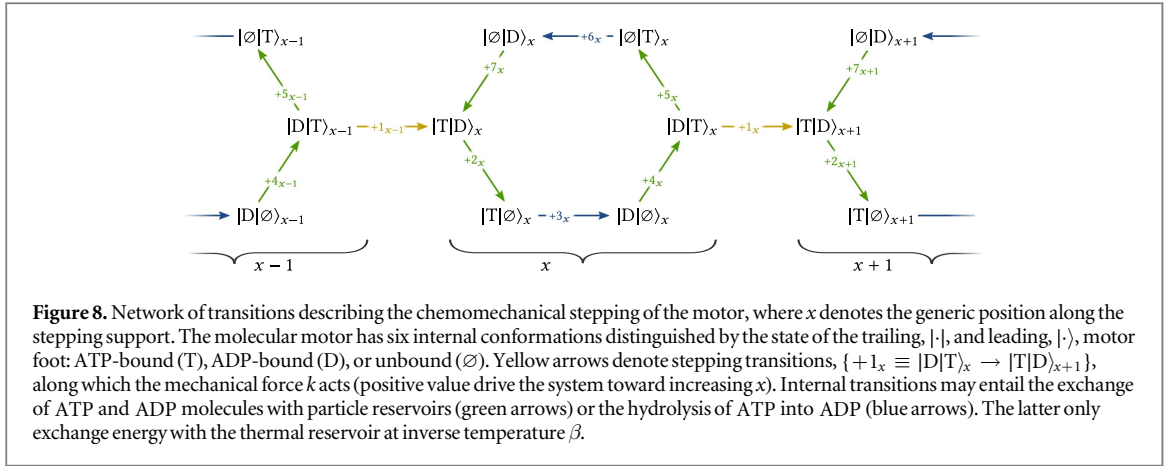 |∅|T⟩ₓ₋₁ |∅|D⟩ₓ +6ₓ |∅|T⟩ₓ |∅|D⟩ₓ₊₁
+7ₓ +7ₓ₊₁
+5ₓ₋₁ +5ₓ
|D|T⟩ₓ₋₁ +1ₓ₋₁ |T|D⟩ₓ |D|T⟩ₓ +1ₓ |T|D⟩ₓ₊₁
+4ₓ₋₁ +2ₓ +4ₓ +2ₓ₊₁
|D|∅⟩ₓ₋₁ |T|∅⟩ₓ +3ₓ |D|∅⟩ₓ |T|∅⟩ₓ₊₁
x − 1 x x + 1
Figure 8. Network of transitions describing the chemomechanical stepping of the motor, where x denotes the generic position along the
stepping support. The molecular motor has six internal conformations distinguished by the state of the trailing, |·|, and leading, |·⟩, motor
foot: ATP-bound (T), ADP-bound (D), or unbound (∅). Yellow arrows denote stepping transitions, {+1ₓ ≡ |D|T⟩ₓ → |T|D⟩ₓ₊₁},
along which the mechanical force k acts (positive value drive the system toward increasing x). Internal transitions may entail the exchange
of ATP and ADP molecules with particle reservoirs (green arrows) or the hydrolysis of ATP into ADP (blue arrows). The latter only
exchange energy with the thermal reservoir at inverse temperature β.